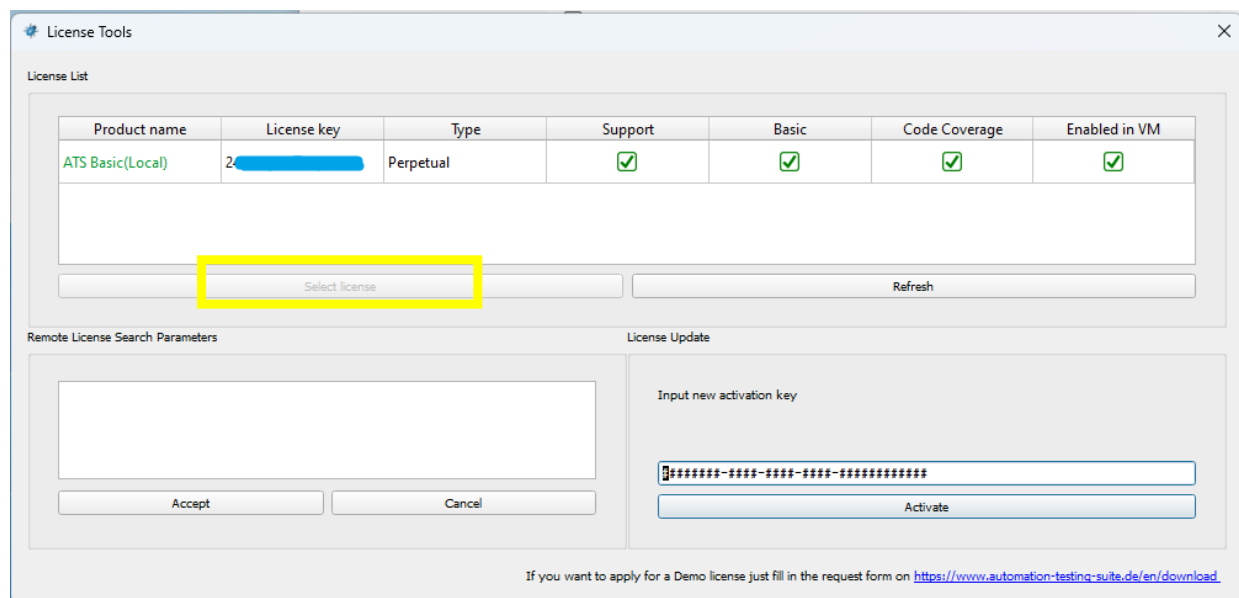 License Tools
License List
Product name License key Type Support Basic Code Coverage Enabled in VM
ATS Basic(Local) 2 Perpetual
Select license Refresh
Remote License Search Parameters License Update
Input new activation key
########-####-####-####-############
Accept Cancel Activate
If you want to apply for a Demo license just fill in the request form on https://www.automation-testing-suite.de/en/download